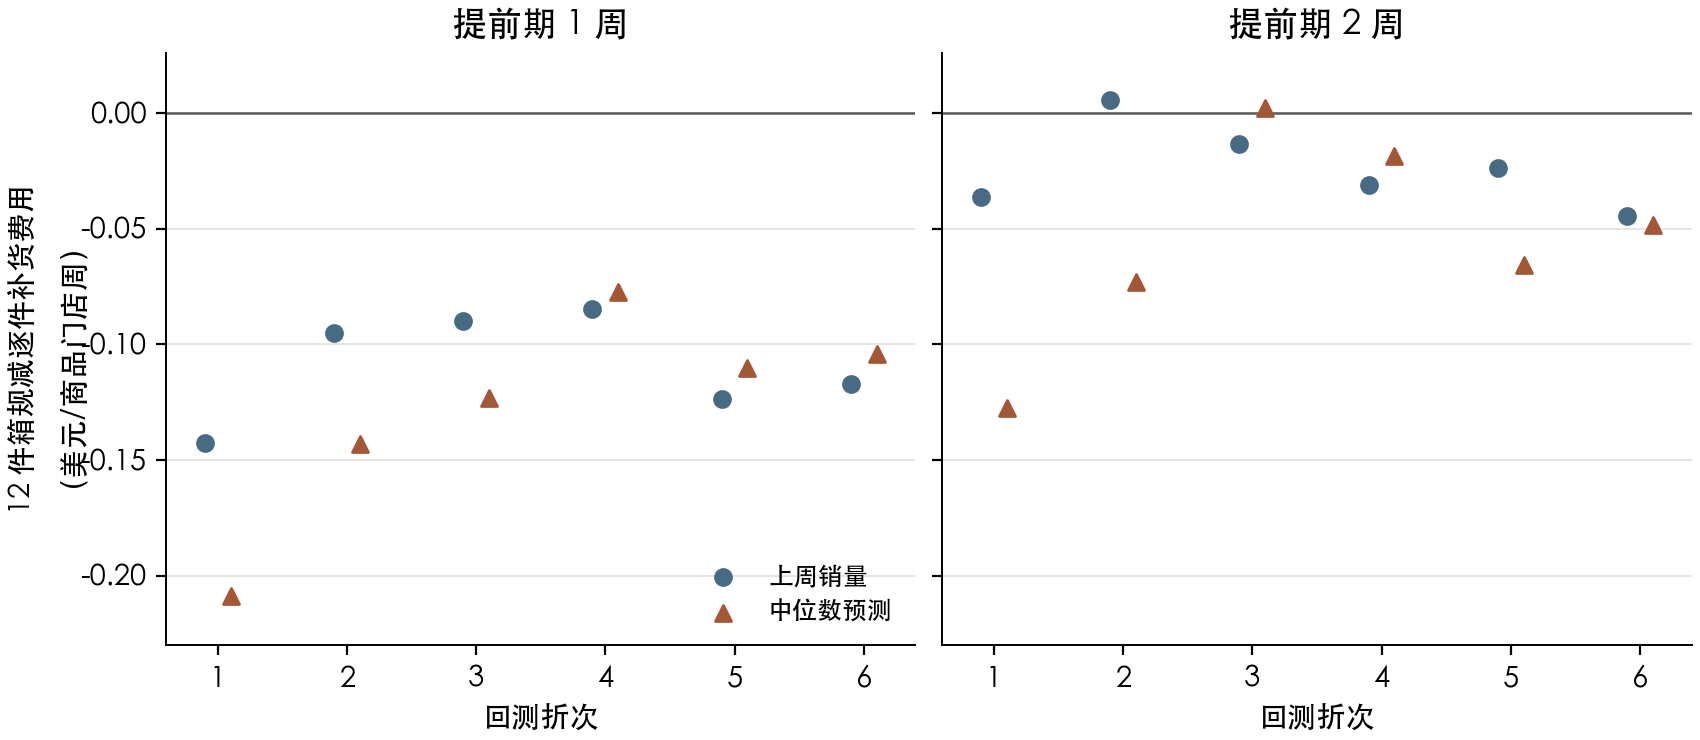 提前期 1 周
提前期 2 周
12 件箱规减逐件补货费用
(美元/商品门店周)
0.00
-0.05
-0.10
-0.15
-0.20
上周销量
中位数预测
1 2 3 4 5 6
1 2 3 4 5 6
回测折次
回测折次